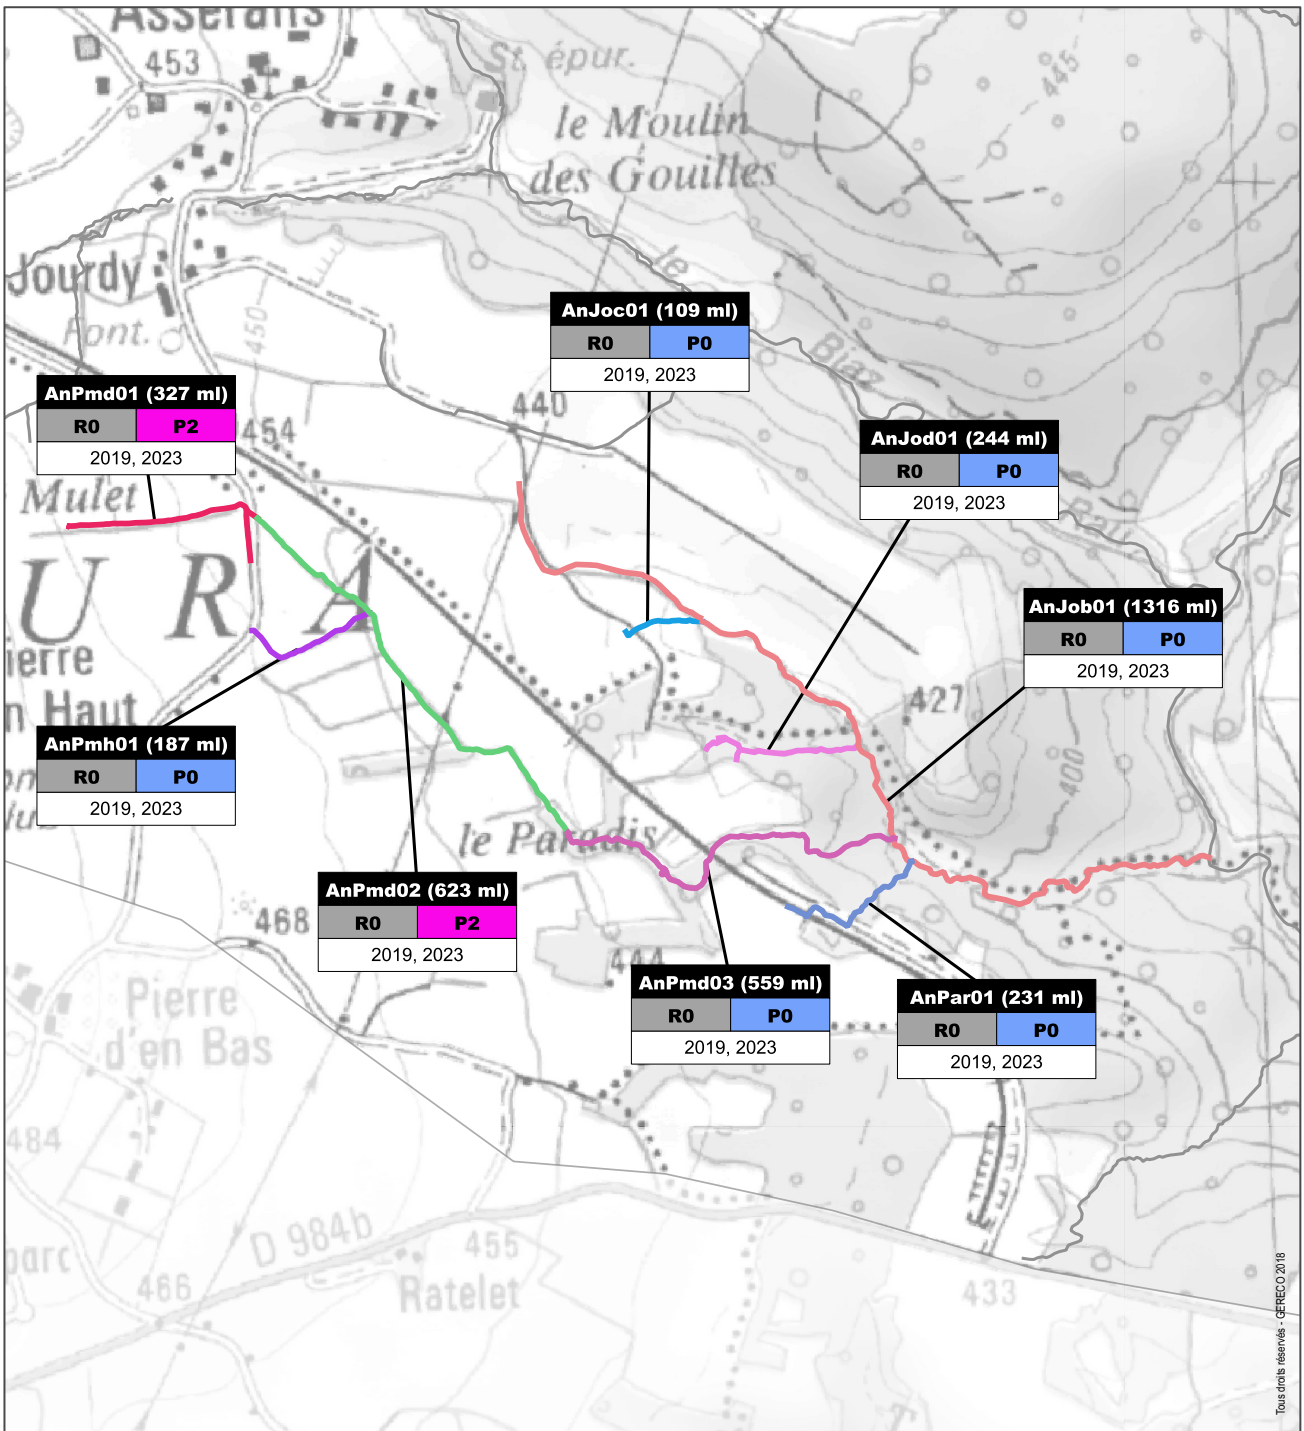 Asserans
453
St épur.
le Moulin
des Gouilles
445
le
Jourdy
Font.
450
Biaz
AnJoc01 (109 ml)
R0 P0
2019, 2023
AnPmd01 (327 ml)
R0 P2
2019, 2023
454
440
AnJod01 (244 ml)
R0 P0
2019, 2023
Mulet
U R A
AnJob01 (1316 ml)
R0 P0
2019, 2023
ierre
n Haut
427
400
AnPmh01 (187 ml)
R0 P0
2019, 2023
le Paradis
AnPmd02 (623 ml)
R0 P2
2019, 2023
468
444
AnPmd03 (559 ml)
R0 P0
2019, 2023
AnPar01 (231 ml)
R0 P0
2019, 2023
Pierre
d'en Bas
484
D 984b
455
Ratelet
parc
466
433
Tous droits réservés - GERECO 2018